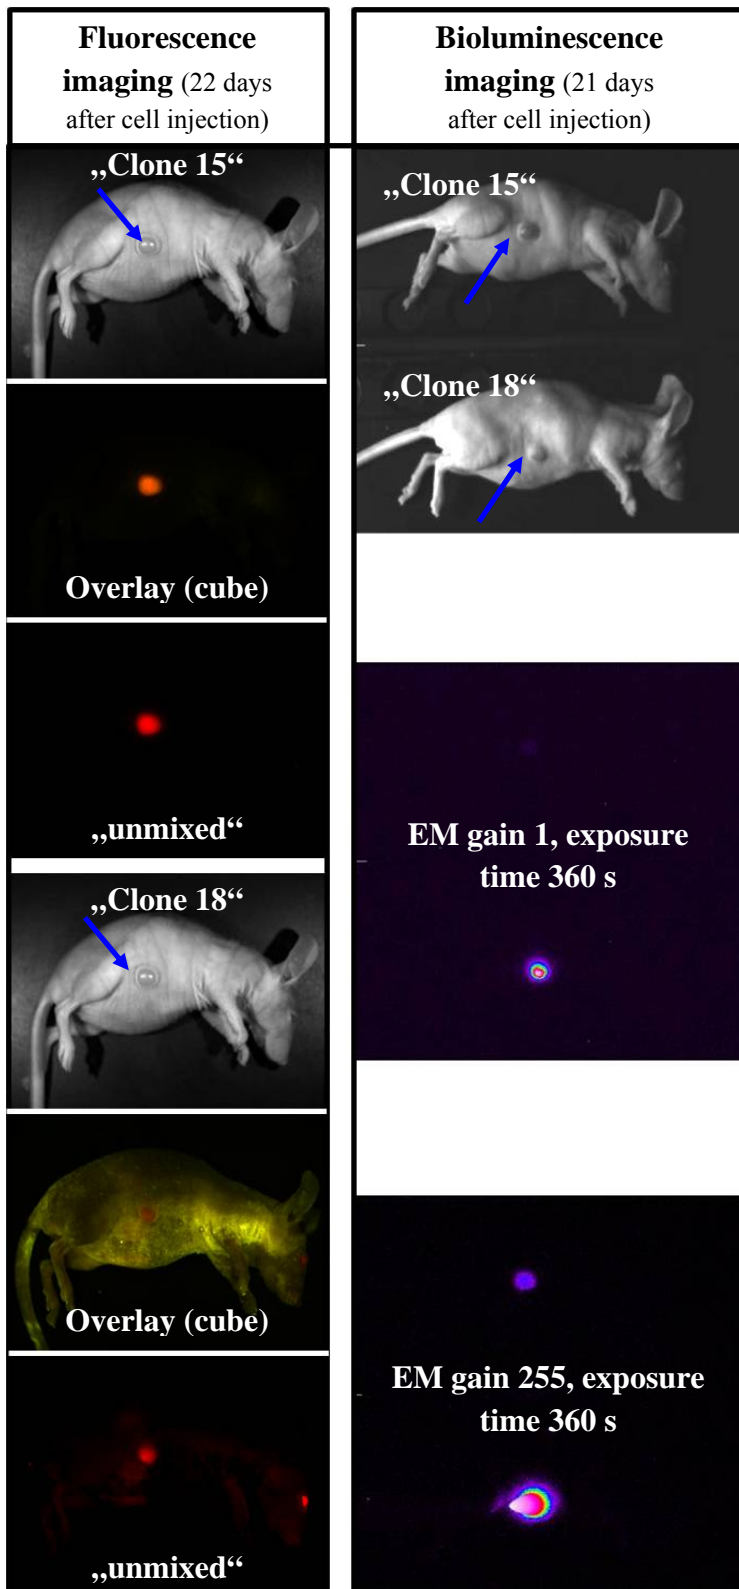 Fluorescence
imaging (22 days
after cell injection)
„Clone 15“
Overlay (cube)
„unmixed“
„Clone 18“
Overlay (cube)
„unmixed“
Bioluminescence
imaging (21 days
after cell injection)
„Clone 15“
„Clone 18“
EM gain 1, exposure
time 360 s
EM gain 255, exposure
time 360 s